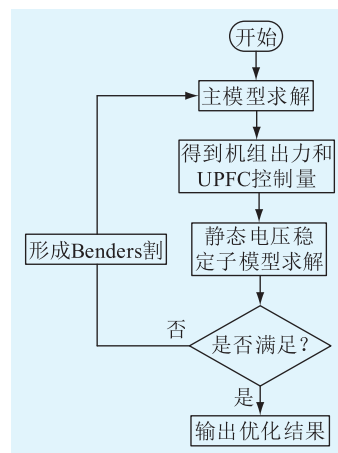 开始
主模型求解
得到机组出力和
UPFC控制量
静态电压稳
定子模型求解
形成Benders割
否
是否满足?
是
输出优化结果